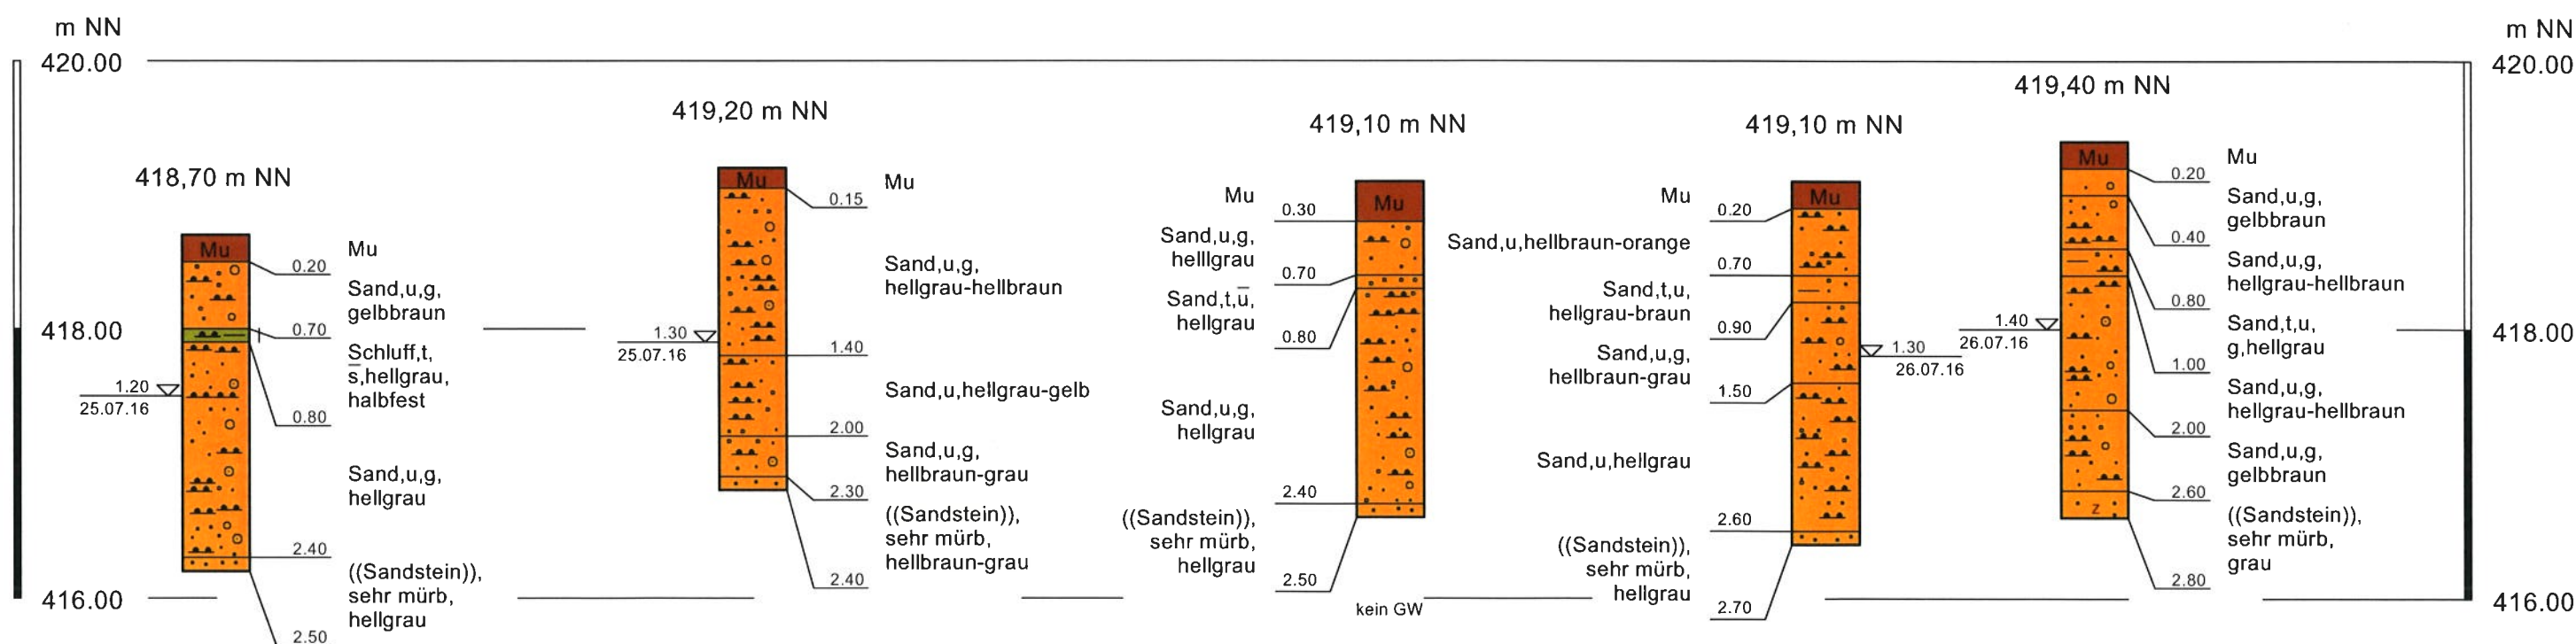 m NN
420.00
418.00
416.00
418,70 m NN
Mu
0.20
Mu
Sand,u,g,
gelbbraun
0.70
Schluff,t,
s̅,hellgrau,
halbfest
0.80
1.20
25.07.16
Sand,u,g,
hellgrau
2.40
((Sandstein)),
sehr mürb,
hellgrau
2.50
419,20 m NN
Mu
Mu
0.15
Sand,u,g,
hellgrau-hellbraun
1.30
25.07.16
1.40
Sand,u,hellgrau-gelb
2.00
Sand,u,g,
hellbraun-grau
2.30
((Sandstein)),
sehr mürb,
hellbraun-grau
2.40
419,10 m NN
Mu
Mu
0.30
Sand,u,g,
helllgrau
0.70
Sand,t,u̅,
hellgrau
0.80
Sand,u,g,
hellgrau
2.40
((Sandstein)),
sehr mürb,
hellgrau
2.50
kein GW
419,10 m NN
Mu
Mu
0.20
Sand,u,hellbraun-orange
0.70
Sand,t,u,
hellgrau-braun
0.90
Sand,u,g,
hellbraun-grau
1.30
26.07.16
1.50
Sand,u,hellgrau
2.60
((Sandstein)),
sehr mürb,
hellgrau
2.70
419,40 m NN
Mu
Mu
0.20
Sand,u,g,
gelbbraun
0.40
Sand,u,g,
hellgrau-hellbraun
0.80
Sand,t,u,
g,hellgrau
1.40
26.07.16
1.00
Sand,u,g,
hellgrau-hellbraun
2.00
Sand,u,g,
gelbbraun
2.60
z
((Sandstein)),
sehr mürb,
grau
2.80
m NN
420.00
418.00
416.00